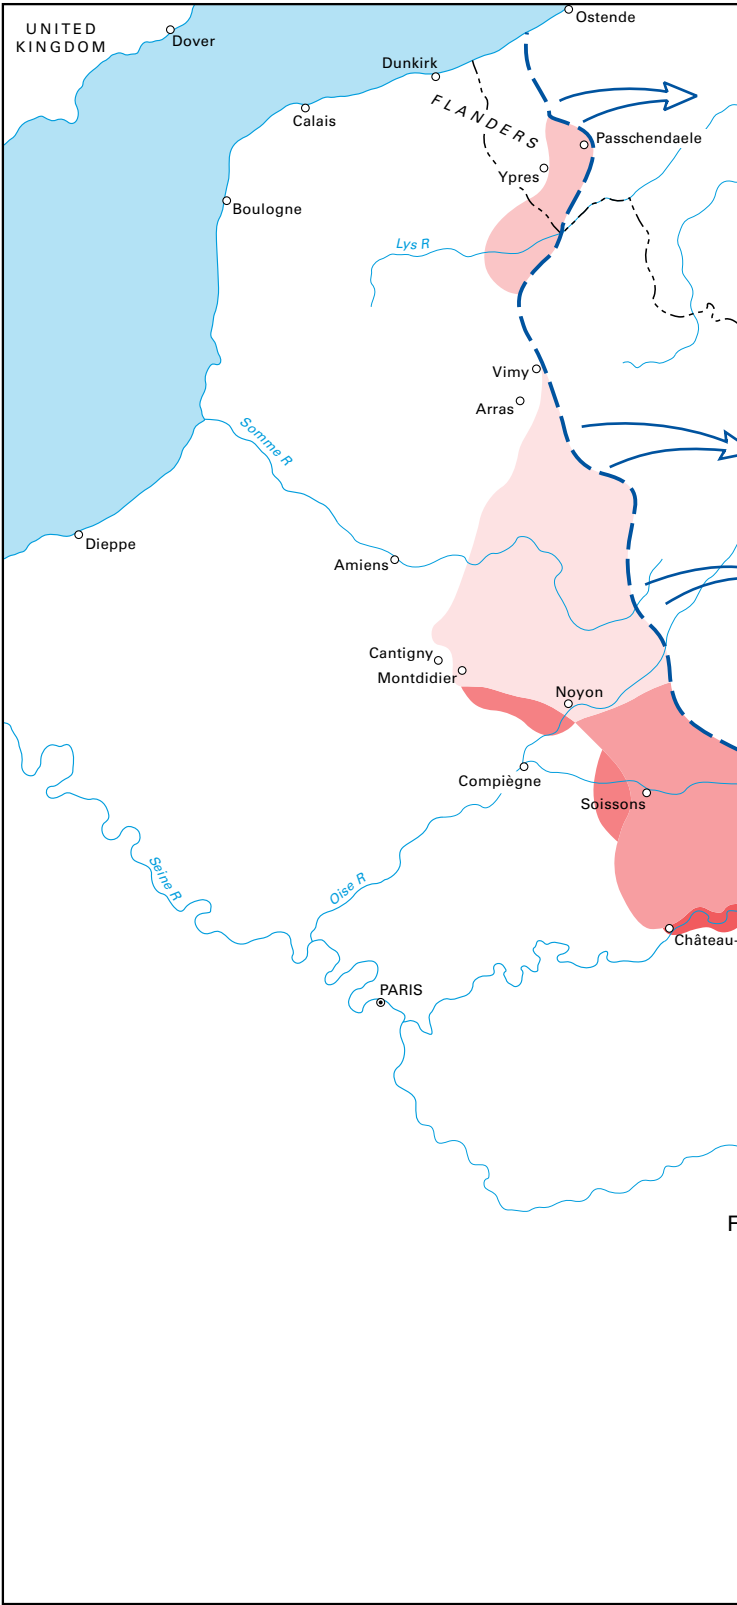 Ostende
UNITED
KINGDOM
Dover
Dunkirk
FLANDERS
Calais
Passchendaele
Ypres
Boulogne
Lys R
Vimy
Arras
Somme R
Dieppe
Amiens
Cantigny
Montdidier
Noyon
Compiègne
Soissons
Seine R
Oise R
Château-
PARIS
F